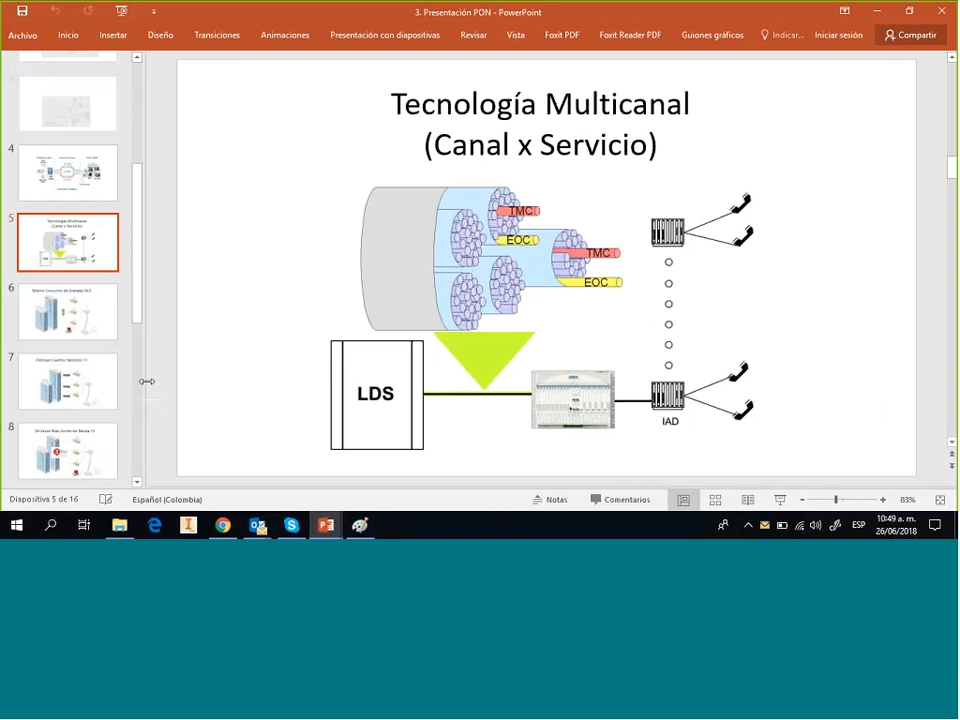 3. Presentación PON - PowerPoint
Archivo Inicio Insertar Diseño Transiciones Animaciones Presentación con diapositivas Revisar Vista Foxit PDF Foxit Reader PDF Guiones gráficos Indicar... Iniciar sesión Compartir
4
5
6
7
8
Tecnología Multicanal
(Canal x Servicio)
TMC
EOC
TMC
EOC
LDS
IAD
Diapositiva 5 de 16 Español (Colombia) Notas Comentarios 83%
ESP
10:49 a. m.
26/06/2018